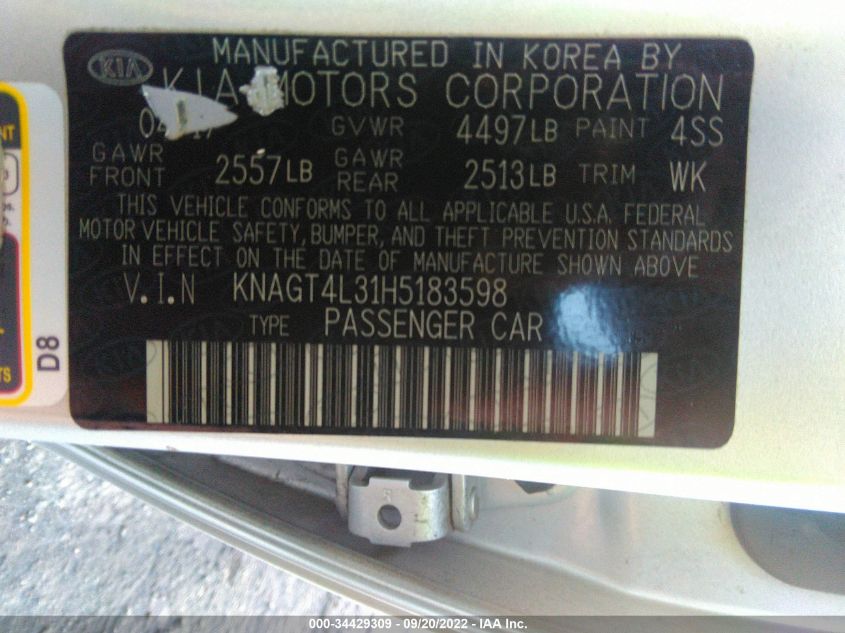 MANUFACTURED IN KOREA BY
KIA
KIA MOTORS CORPORATION
GVWR 4497LB PAINT 4SS
GAWR FRONT 2557LB GAWR REAR 2513LB TRIM WK
THIS VEHICLE CONFORMS TO ALL APPLICABLE U.S.A. FEDERAL
MOTOR VEHICLE SAFETY, BUMPER, AND THEFT PREVENTION STANDARDS
IN EFFECT ON THE DATE OF MANUFACTURE SHOWN ABOVE
V.I.N KNAGT4L31H5183598
TYPE PASSENGER CAR
D8
000-34429309 - 09/20/2022 - IAA Inc.